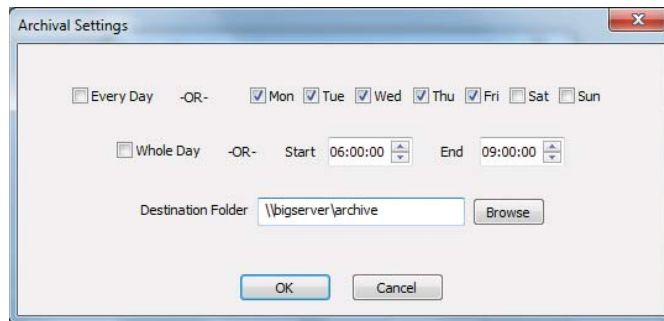 Archival Settings
Every Day -OR- Mon Tue Wed Thu Fri Sat Sun
Whole Day -OR- Start 06:00:00 End 09:00:00
Destination Folder \\bigserver\archive Browse
OK Cancel